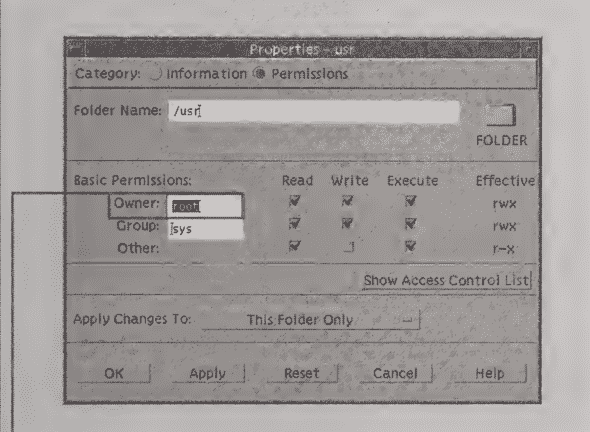 Properties - usr
Category: Information Permissions
Folder Name: /usr
FOLDER
Basic Permissions: Read Write Execute Effective
Owner: root rwx
Group: sys rwx
Other: r-x
Show Access Control List
Apply Changes To: This Folder Only
OK Apply Reset Cancel Help